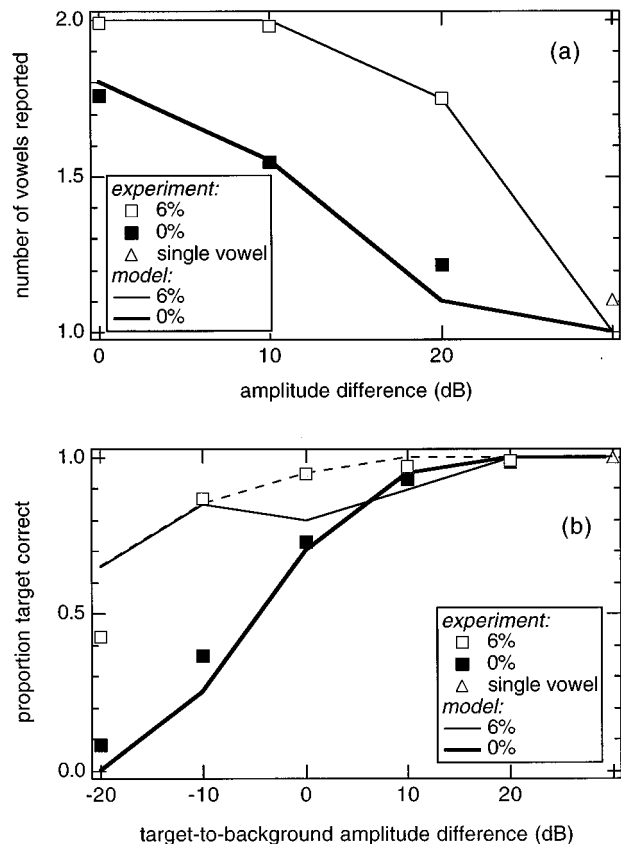 2.0
(a)
number of vowels reported
1.5
experiment:
6%
0%
single vowel
model:
6%
0%
1.0
0
10
20
amplitude difference (dB)
1.0
(b)
proportion target correct
0.5
experiment:
6%
0%
single vowel
model:
6%
0%
0.0
-20
-10
0
10
20
target-to-background amplitude difference (dB)